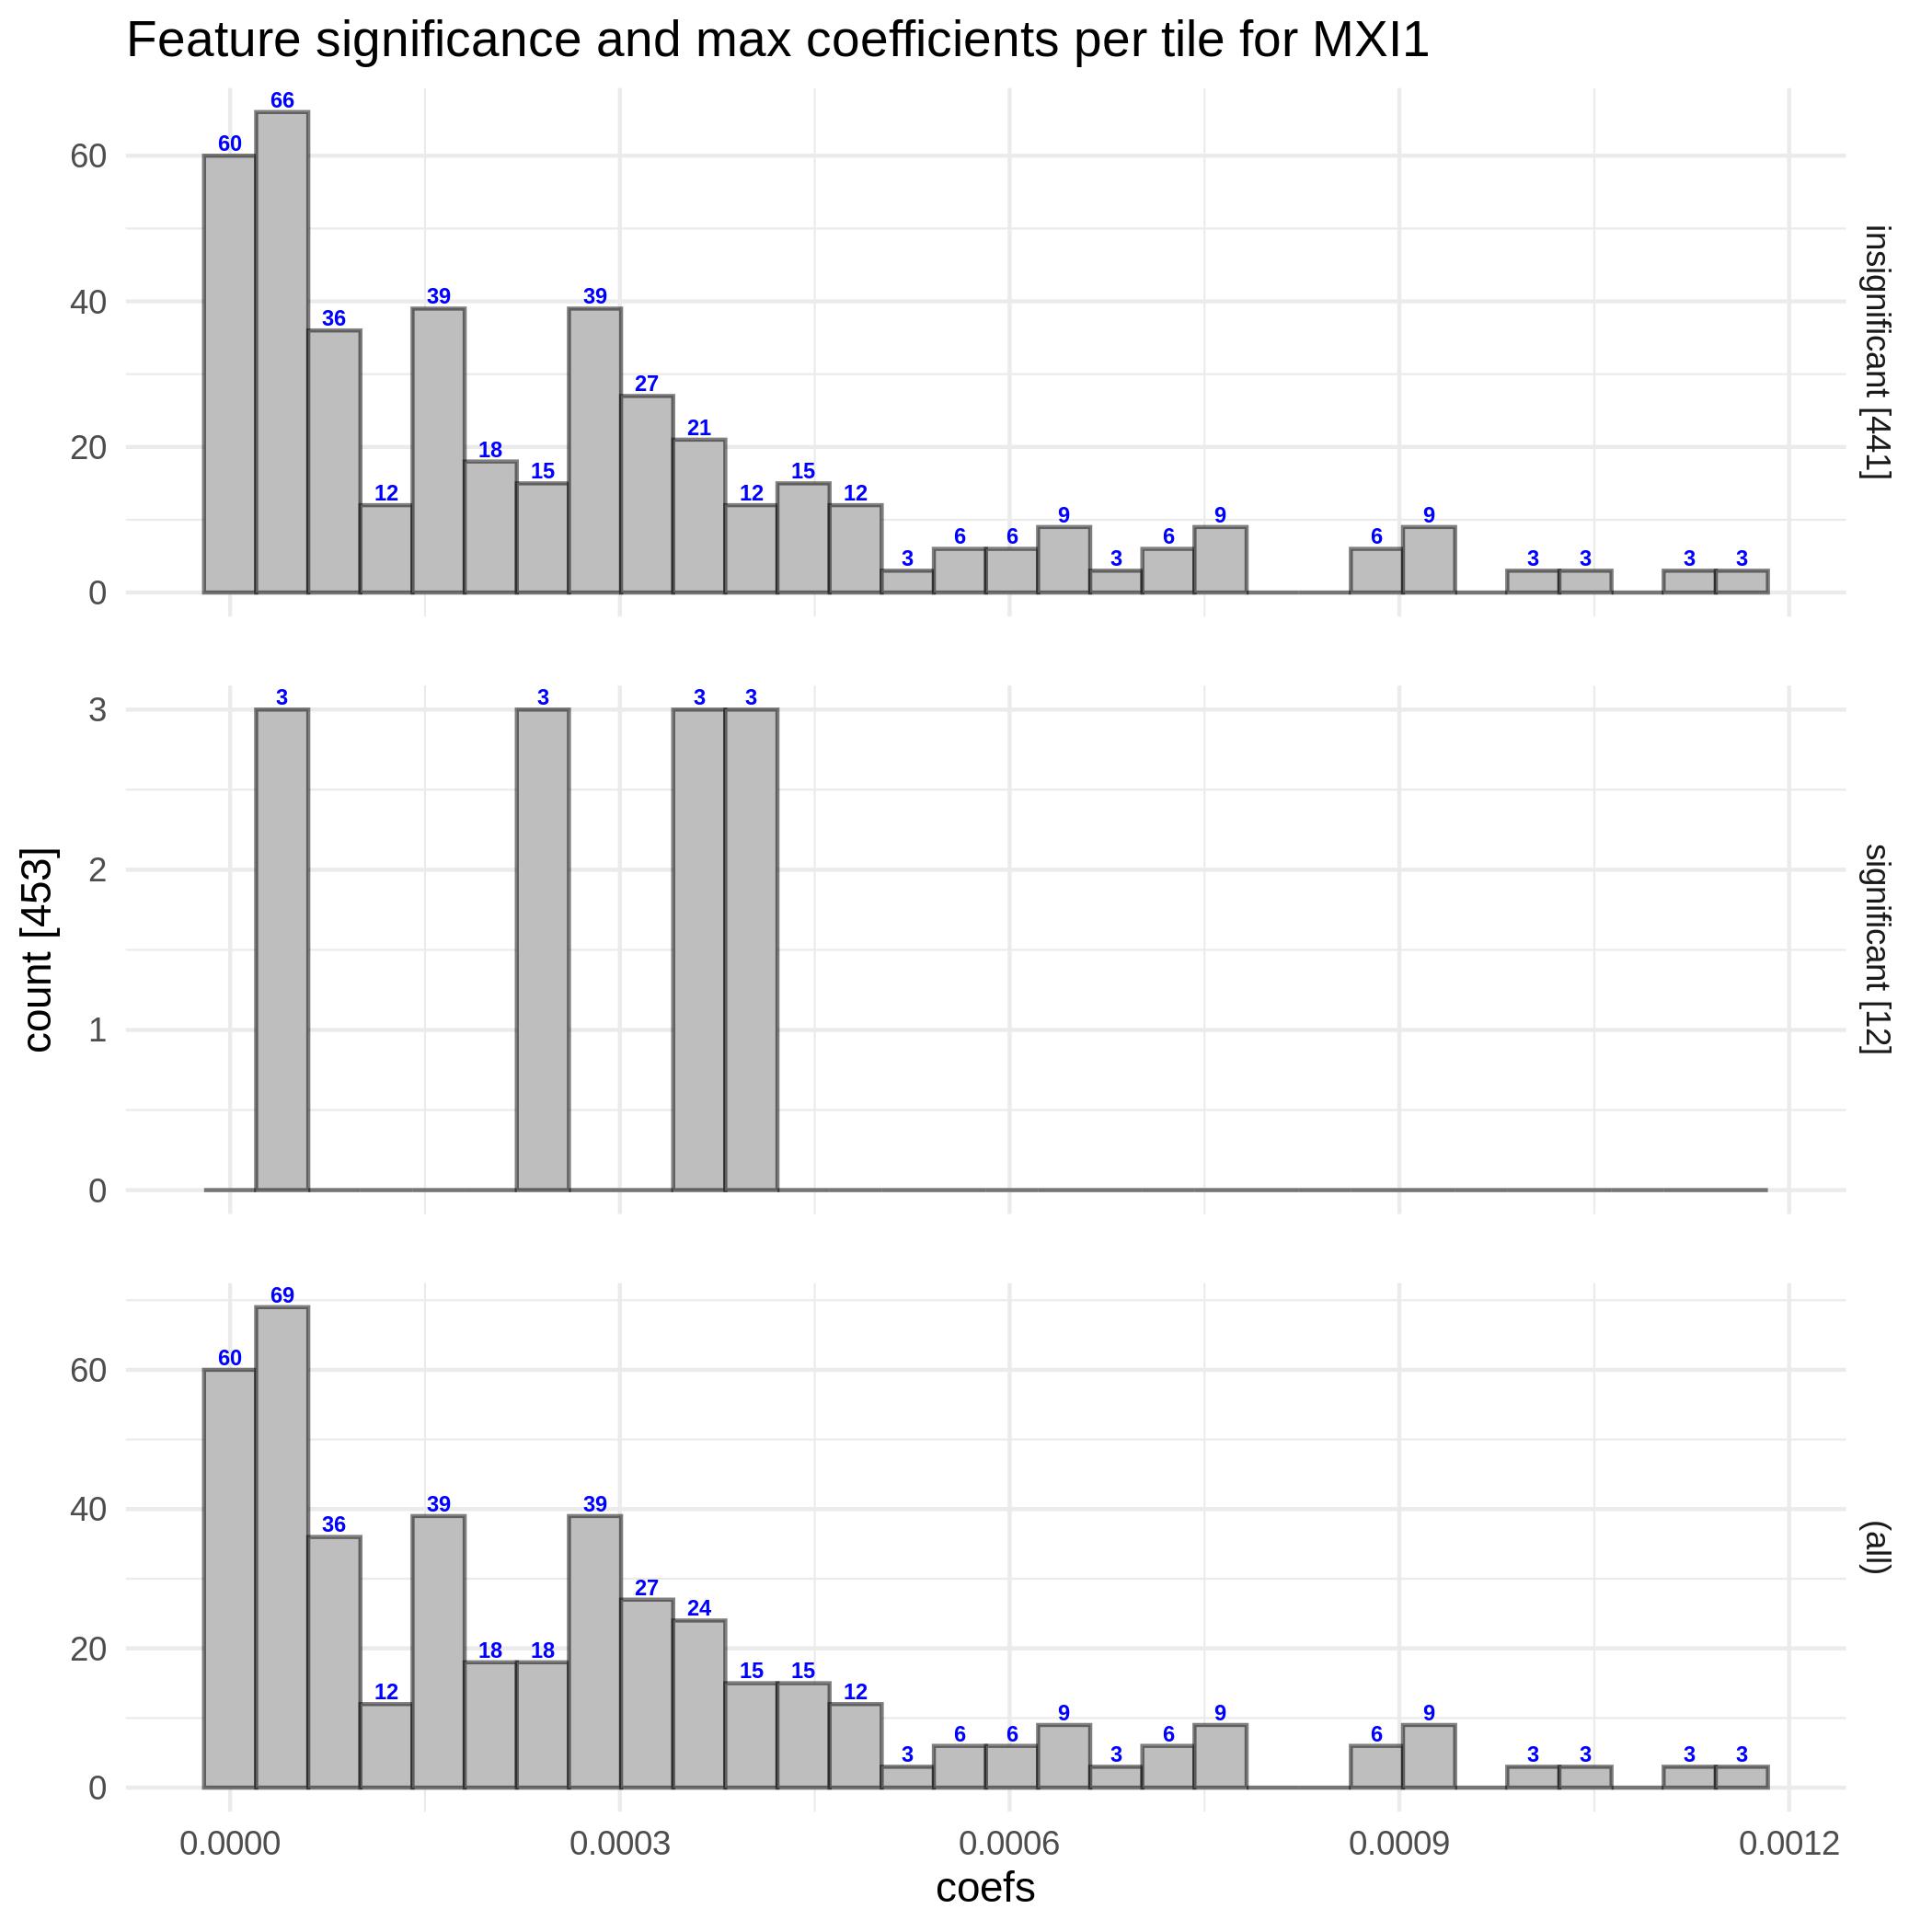 Feature significance and max coefficients per tile for MXI1
60 66 36 12 39 18 15 39 27 21 12 15 12 3 6 6 9 3 6 9 6 9 3 3 3 3
60
40
20
0
insignificant [441]
3 3 3 3
3
2
1
0
significant [12]
count [453]
60 69 36 12 39 18 18 39 27 24 15 15 12 3 6 6 9 3 6 9 6 9 3 3 3 3
60
40
20
0
(all)
0.0000 0.0003 0.0006 0.0009 0.0012
coefs